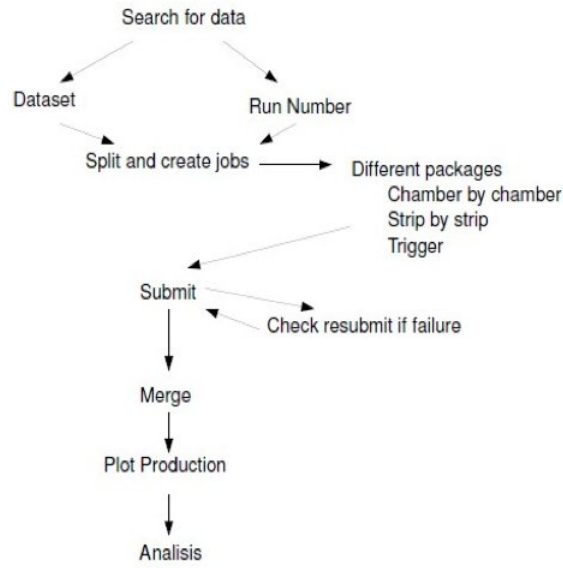 Search for data
Dataset
Run Number
Split and create jobs
Different packages
Chamber by chamber
Strip by strip
Trigger
Submit
Check resubmit if failure
Merge
Plot Production
Analisis